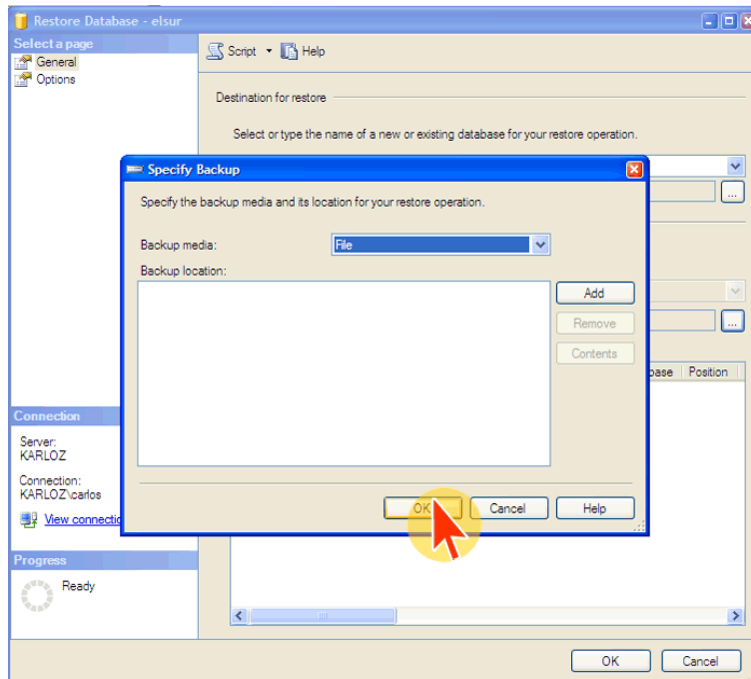 Restore Database - elsur
Select a page
General
Options
Script
Help
Destination for restore
Select or type the name of a new or existing database for your restore operation.
...
Specify Backup
Specify the backup media and its location for your restore operation.
Backup media:
File
Backup location:
Add
Remove
Contents
OK
Cancel
Help
...
Position
Connection
Server:
KARLOZ
Connection:
KARLOZ\carlos
Progress
Ready
OK
Cancel